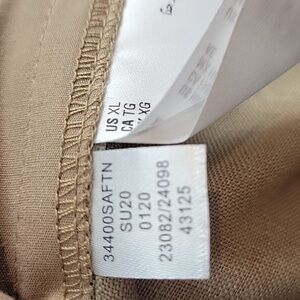 US XL
CA TG
XG
34400SAFTN
SU20
0120
23082/24098
43125